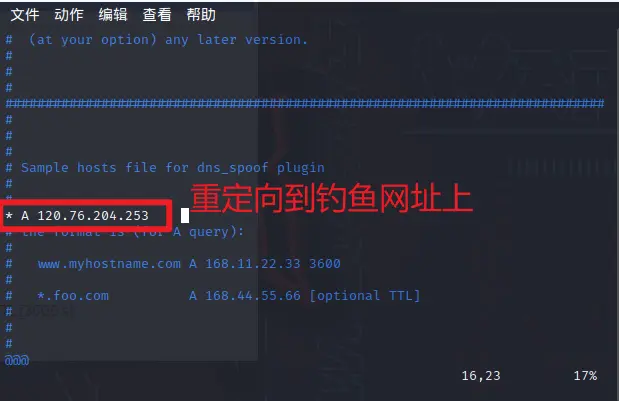 文件 动作 编辑 查看 帮助
#  (at your option) any later version.
#
#
#
###########################################################################
#
#
#
# Sample hosts file for dns_spoof plugin
#
#
* A 120.76.204.253
重定向到钓鱼网址上
# the format is (for A query):
#
#   www.myhostname.com A 168.11.22.33 3600
#
#   *.foo.com          A 168.44.55.66 [optional TTL]
#
#
#
@@@
16,23
17%